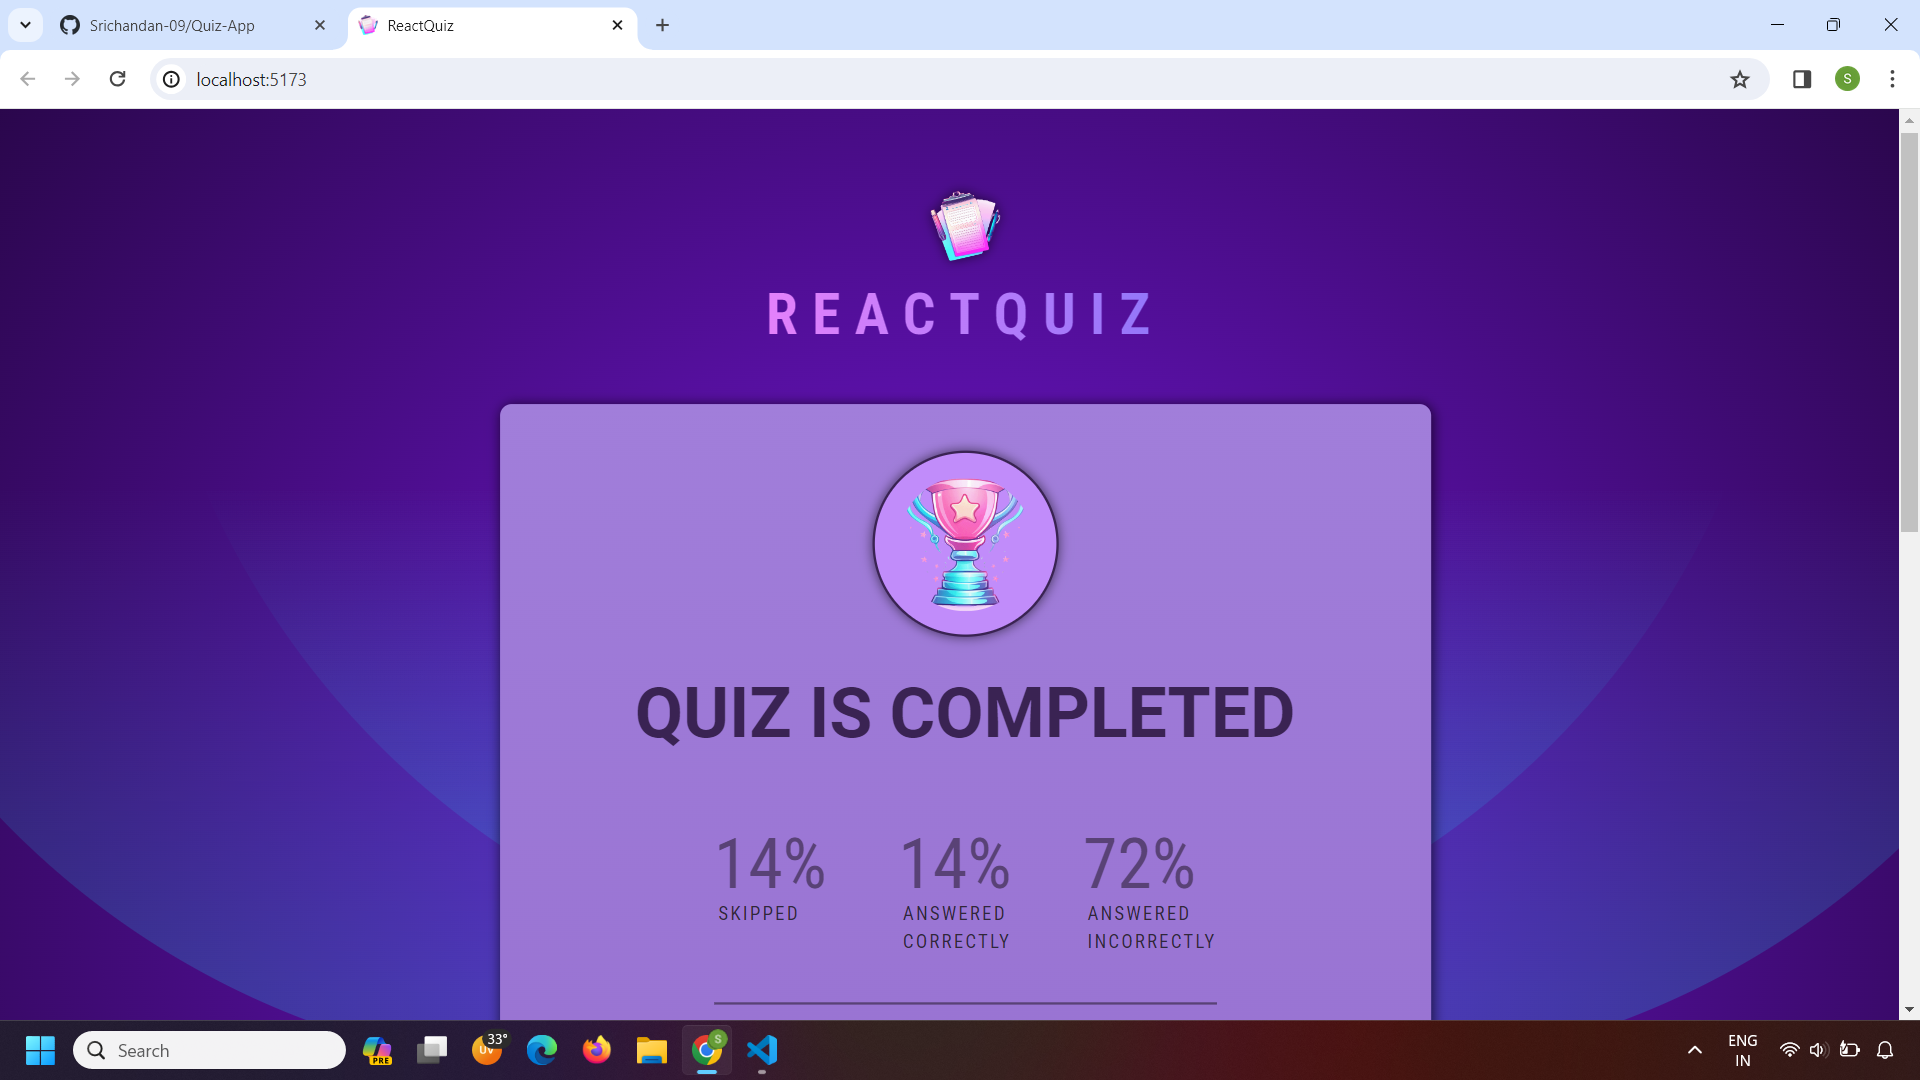 Srichandan-09/Quiz-App
ReactQuiz
localhost:5173
S
REACTQUIZ
QUIZ IS COMPLETED
14%
SKIPPED
14%
ANSWERED
CORRECTLY
72%
ANSWERED
INCORRECTLY
Search
PRE
33°
UV
S
ENG
IN